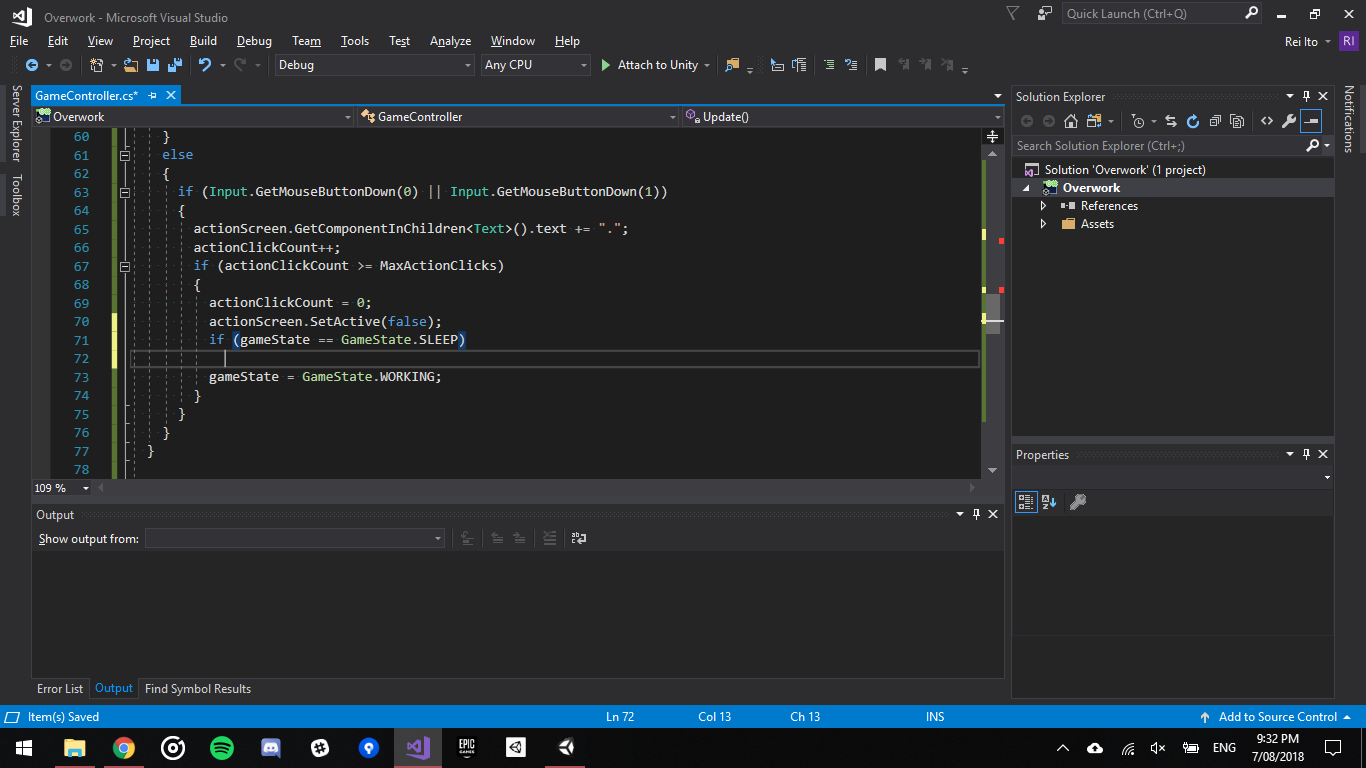 Overwork - Microsoft Visual Studio
Quick Launch (Ctrl+Q)
File Edit View Project Build Debug Team Tools Test Analyze Window Help
Rei Ito RI
Debug Any CPU Attach to Unity
Server Explorer
Toolbox
GameController.cs*
Overwork GameController Update()
60 }
61 else
62 {
63 if (Input.GetMouseButtonDown(0) || Input.GetMouseButtonDown(1))
64 {
65 actionScreen.GetComponentInChildren<Text>().text += ".";
66 actionClickCount++;
67 if (actionClickCount >= MaxActionClicks)
68 {
69 actionClickCount = 0;
70 actionScreen.SetActive(false);
71 if (gameState == GameState.SLEEP)
72
73 gameState = GameState.WORKING;
74 }
75 }
76 }
77 }
78
109 %
Output
Show output from:
Error List Output Find Symbol Results
Solution Explorer
Search Solution Explorer (Ctrl+;)
Solution 'Overwork' (1 project)
Overwork
References
Assets
Properties
Notifications
Item(s) Saved Ln 72 Col 13 Ch 13 INS Add to Source Control
EPIC GAMES
ENG
9:32 PM
7/08/2018